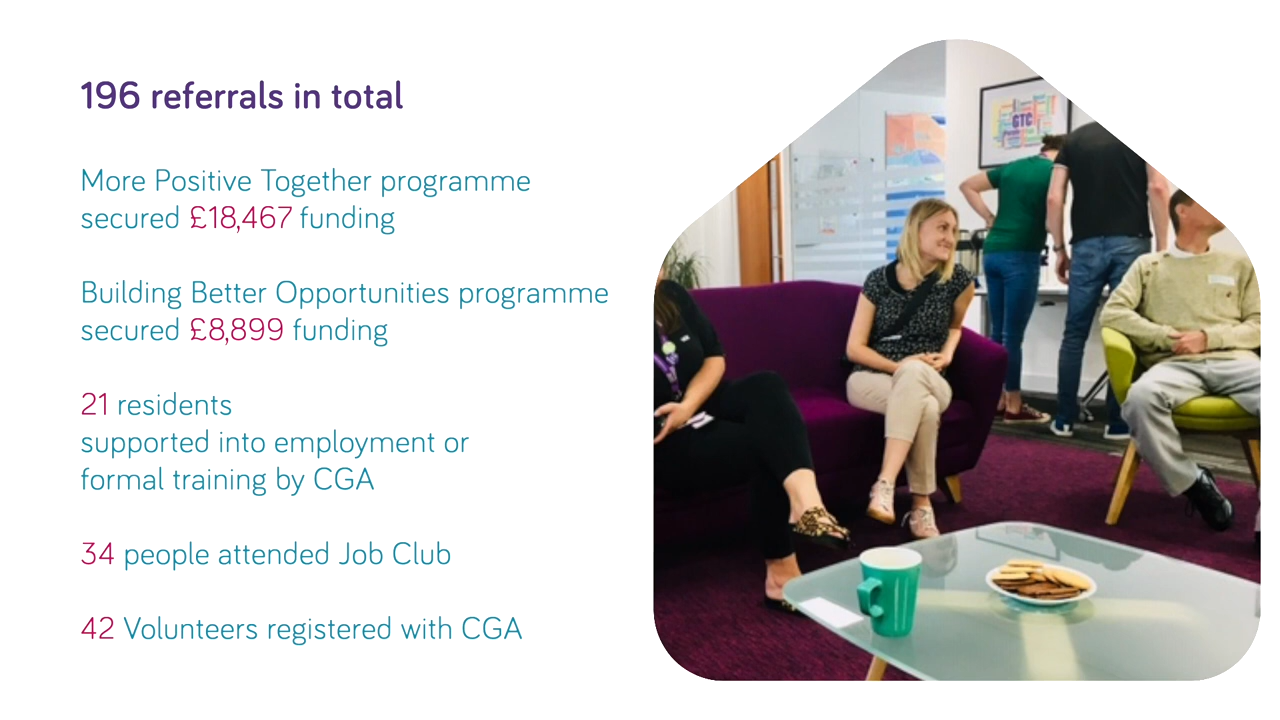 196 referrals in total
More Positive Together programme
secured £18,467 funding
Building Better Opportunities programme
secured £8,899 funding
21 residents
supported into employment or
formal training by CGA
34 people attended Job Club
42 Volunteers registered with CGA
GTC